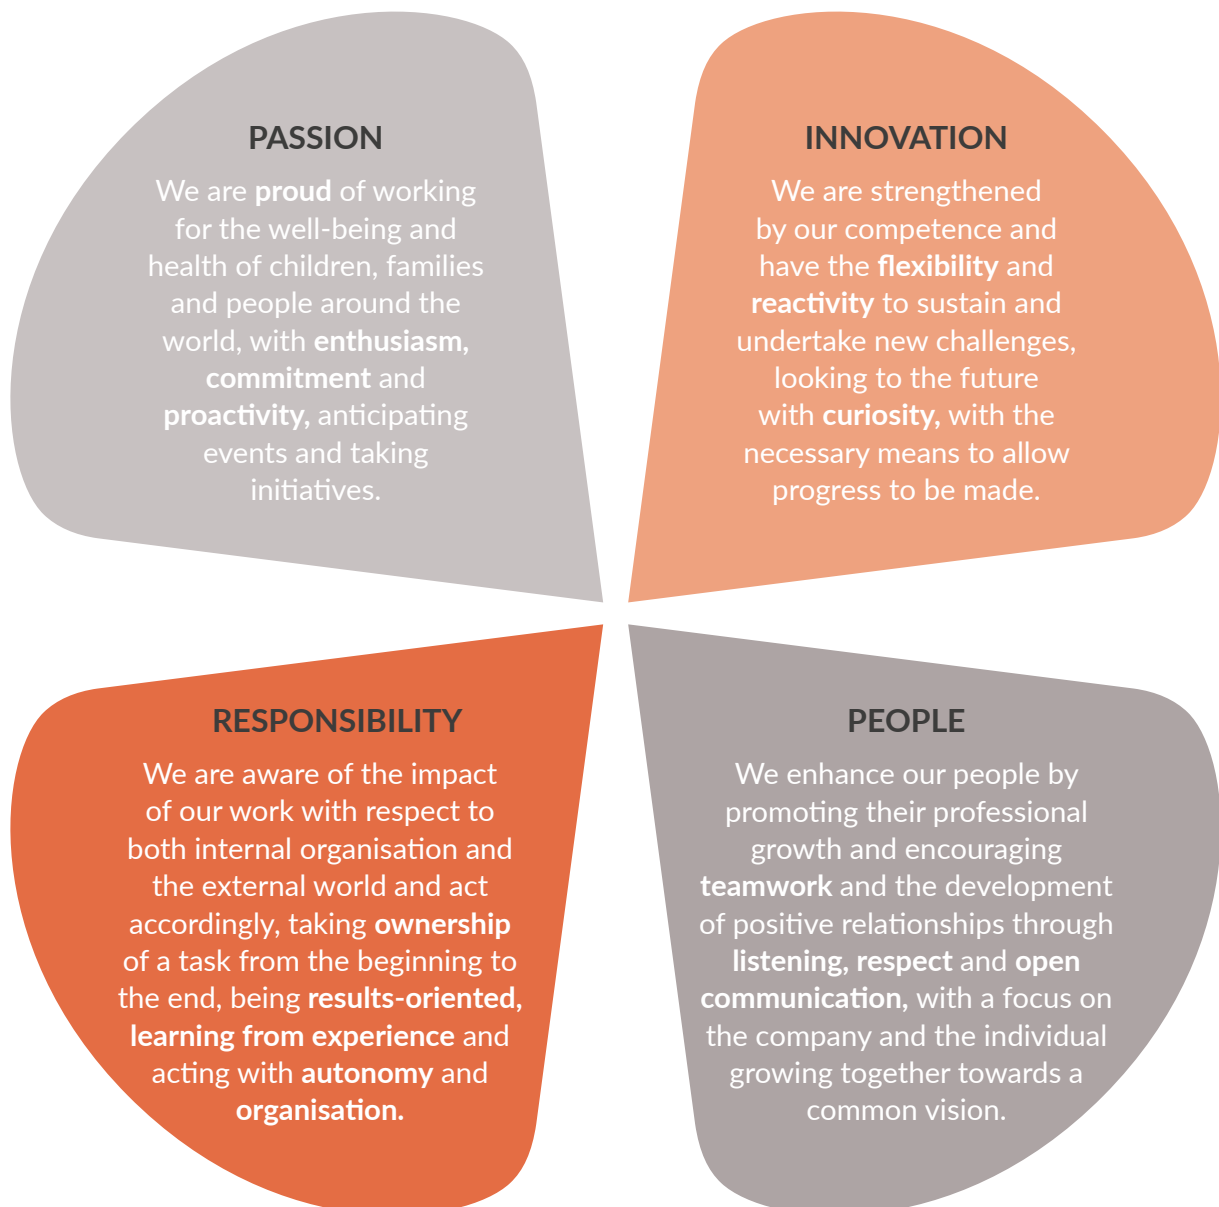 PASSION
We are proud of working
for the well-being and
health of children, families
and people around the
world, with enthusiasm,
commitment and
proactivity, anticipating
events and taking
initiatives.
INNOVATION
We are strengthened
by our competence and
have the flexibility and
reactivity to sustain and
undertake new challenges,
looking to the future
with curiosity, with the
necessary means to allow
progress to be made.
RESPONSIBILITY
We are aware of the impact
of our work with respect to
both internal organisation and
the external world and act
accordingly, taking ownership
of a task from the beginning to
the end, being results-oriented,
learning from experience and
acting with autonomy and
organisation.
PEOPLE
We enhance our people by
promoting their professional
growth and encouraging
teamwork and the development
of positive relationships through
listening, respect and open
communication, with a focus on
the company and the individual
growing together towards a
common vision.